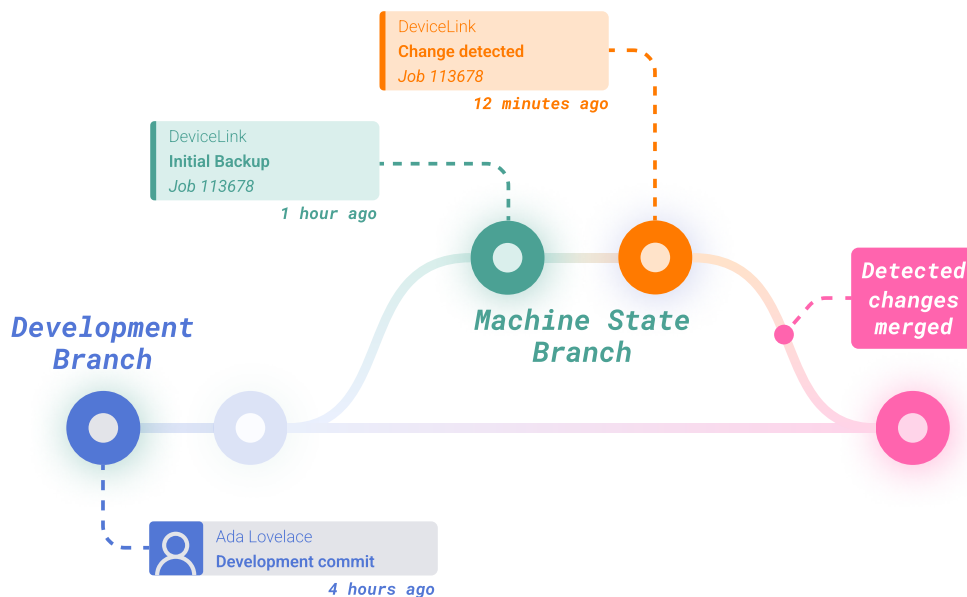 DeviceLink
Change detected
Job 113678
12 minutes ago
DeviceLink
Initial Backup
Job 113678
1 hour ago
Detected
changes
merged
Development
Branch
Machine State
Branch
Ada Lovelace
Development commit
4 hours ago